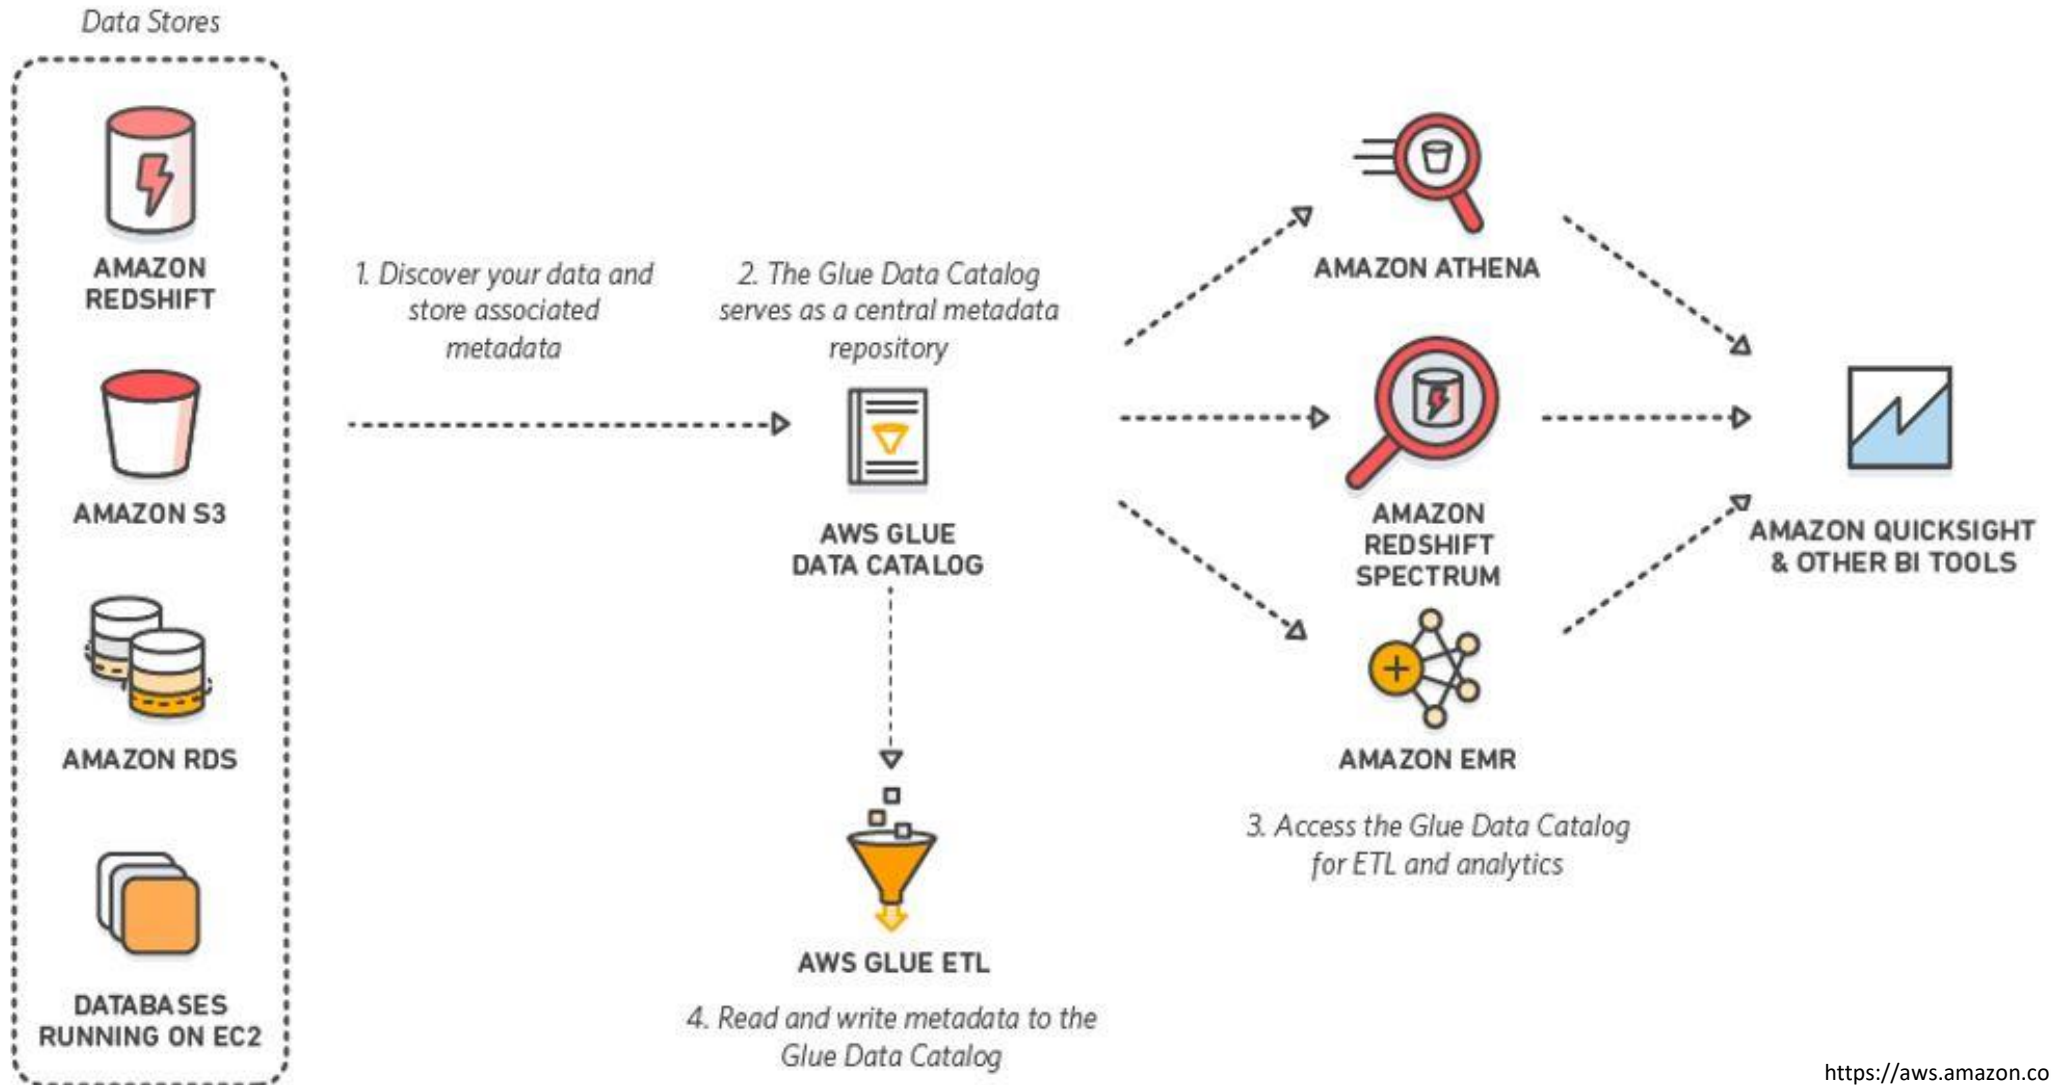 Data Stores
AMAZON
REDSHIFT
AMAZON S3
AMAZON RDS
DATABASES
RUNNING ON EC2
1. Discover your data and
store associated
metadata
2. The Glue Data Catalog
serves as a central metadata
repository
AWS GLUE
DATA CATALOG
AWS GLUE ETL
4. Read and write metadata to the
Glue Data Catalog
AMAZON ATHENA
AMAZON
REDSHIFT
SPECTRUM
AMAZON EMR
3. Access the Glue Data Catalog
for ETL and analytics
AMAZON QUICKSIGHT
& OTHER BI TOOLS
https://aws.amazon.co